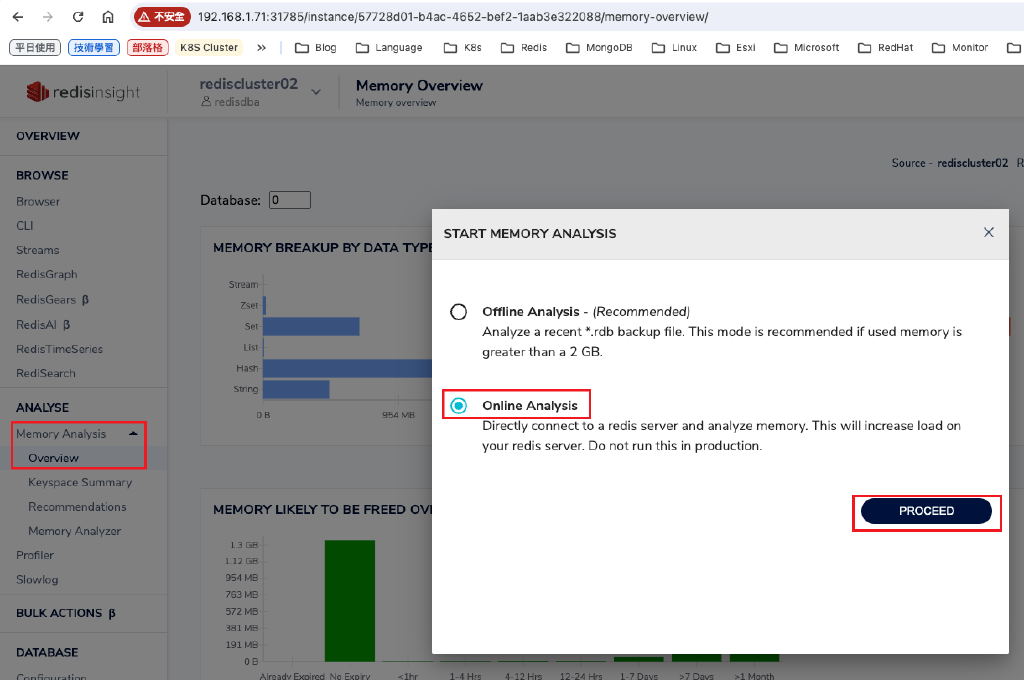 不安全 192.168.1.71:31785/instance/57728d01-b4ac-4652-bef2-1aab3e322088/memory-overview/
平日使用 技術學習 部落格 K8S Cluster » Blog Language K8s Redis MongoDB Linux Esxi Microsoft RedHat Monitor
redisinsight
rediscluster02
redisdba
Memory Overview
Memory overview
OVERVIEW
BROWSE
Browser
CLI
Streams
RedisGraph
RedisGears β
RedisAI β
RedisTimeSeries
RediSearch
ANALYSE
Memory Analysis
Overview
Keyspace Summary
Recommendations
Memory Analyzer
Profiler
Slowlog
BULK ACTIONS β
DATABASE
Configuration
Source - rediscluster02 R
Database: 0
MEMORY BREAKUP BY DATA TYPE
Stream
Zset
Set
List
Hash
String
0 B 954 MB
MEMORY LIKELY TO BE FREED OV
1.3 GB
1.12 GB
954 MB
763 MB
572 MB
381 MB
191 MB
0 B
Already Expired No Expiry <1hr 1-4 Hrs 4-12 Hrs 12-24 Hrs 1-7 Days >7 Days >1 Month
START MEMORY ANALYSIS
Offline Analysis - (Recommended)
Analyze a recent *.rdb backup file. This mode is recommended if used memory is
greater than a 2 GB.
Online Analysis
Directly connect to a redis server and analyze memory. This will increase load on
your redis server. Do not run this in production.
PROCEED